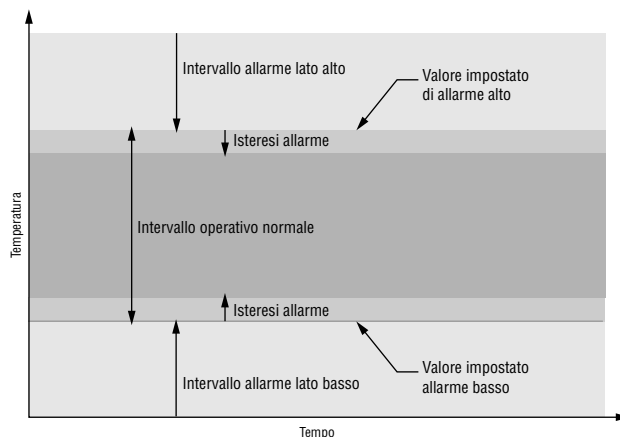 Intervallo allarme lato alto
Valore impostato
di allarme alto
Isteresi allarme
Temperatura
Intervallo operativo normale
Isteresi allarme
Valore impostato
allarme basso
Intervallo allarme lato basso
Tempo